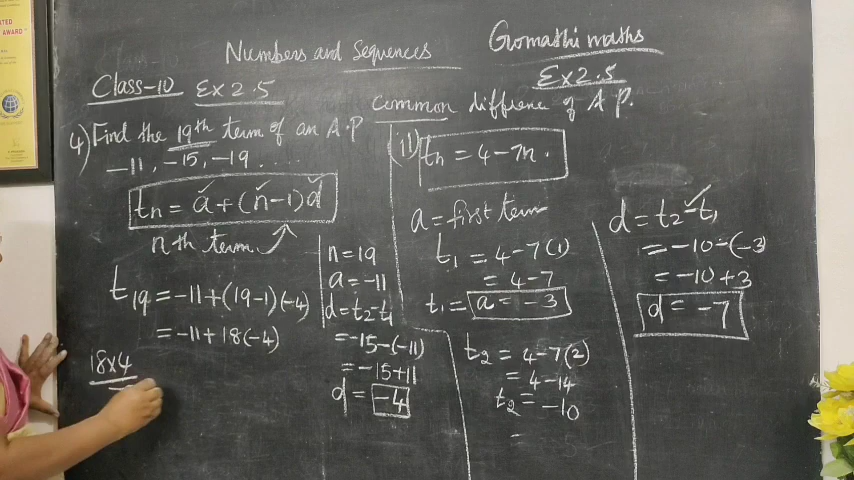 AWARD"
Numbers and Sequences
Gomathi maths
Class-10 Ex 2.5
Ex 2.5
common difference of A.P.
4) Find the 19th term of an A.P
-11, -15, -19 . . . .
tn = a + (n-1)d
nth term
t19 = -11 + (19-1)(-4)
= -11 + 18(-4)
18x4
n = 19
a = -11
d = t2 - t1
= -15-(-11)
= -15+11
d = -4
(ii) tn = 4-7n.
a = first term
t1 = 4-7(1)
= 4-7
t1 = a = -3
t2 = 4-7(2)
= 4-14
t2 = -10
=
d = t2 - t1
= -10-(-3)
= -10+3
d = -7